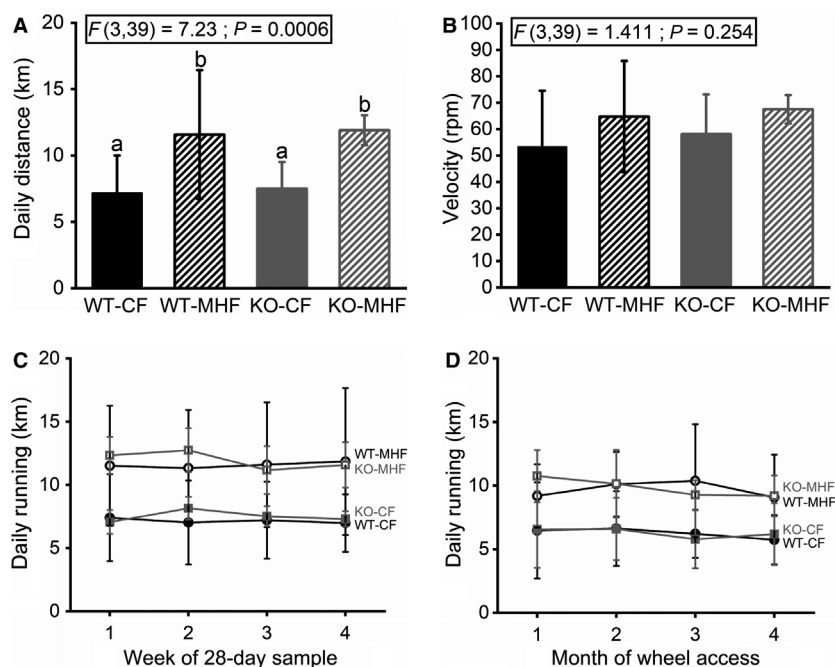 A
F(3,39) = 7.23 ; P = 0.0006
Daily distance (km)
20
15
10
5
0
a
b
a
b
WT-CF WT-MHF KO-CF KO-MHF
B
F(3,39) = 1.411 ; P = 0.254
Velocity (rpm)
100
90
80
70
60
50
40
30
20
10
0
WT-CF WT-MHF KO-CF KO-MHF
C
Daily running (km)
20
15
10
5
0
WT-MHF
KO-MHF
KO-CF
WT-CF
1 2 3 4
Week of 28-day sample
D
Daily running (km)
20
15
10
5
0
KO-MHF
WT-MHF
KO-CF
WT-CF
1 2 3 4
Month of wheel access